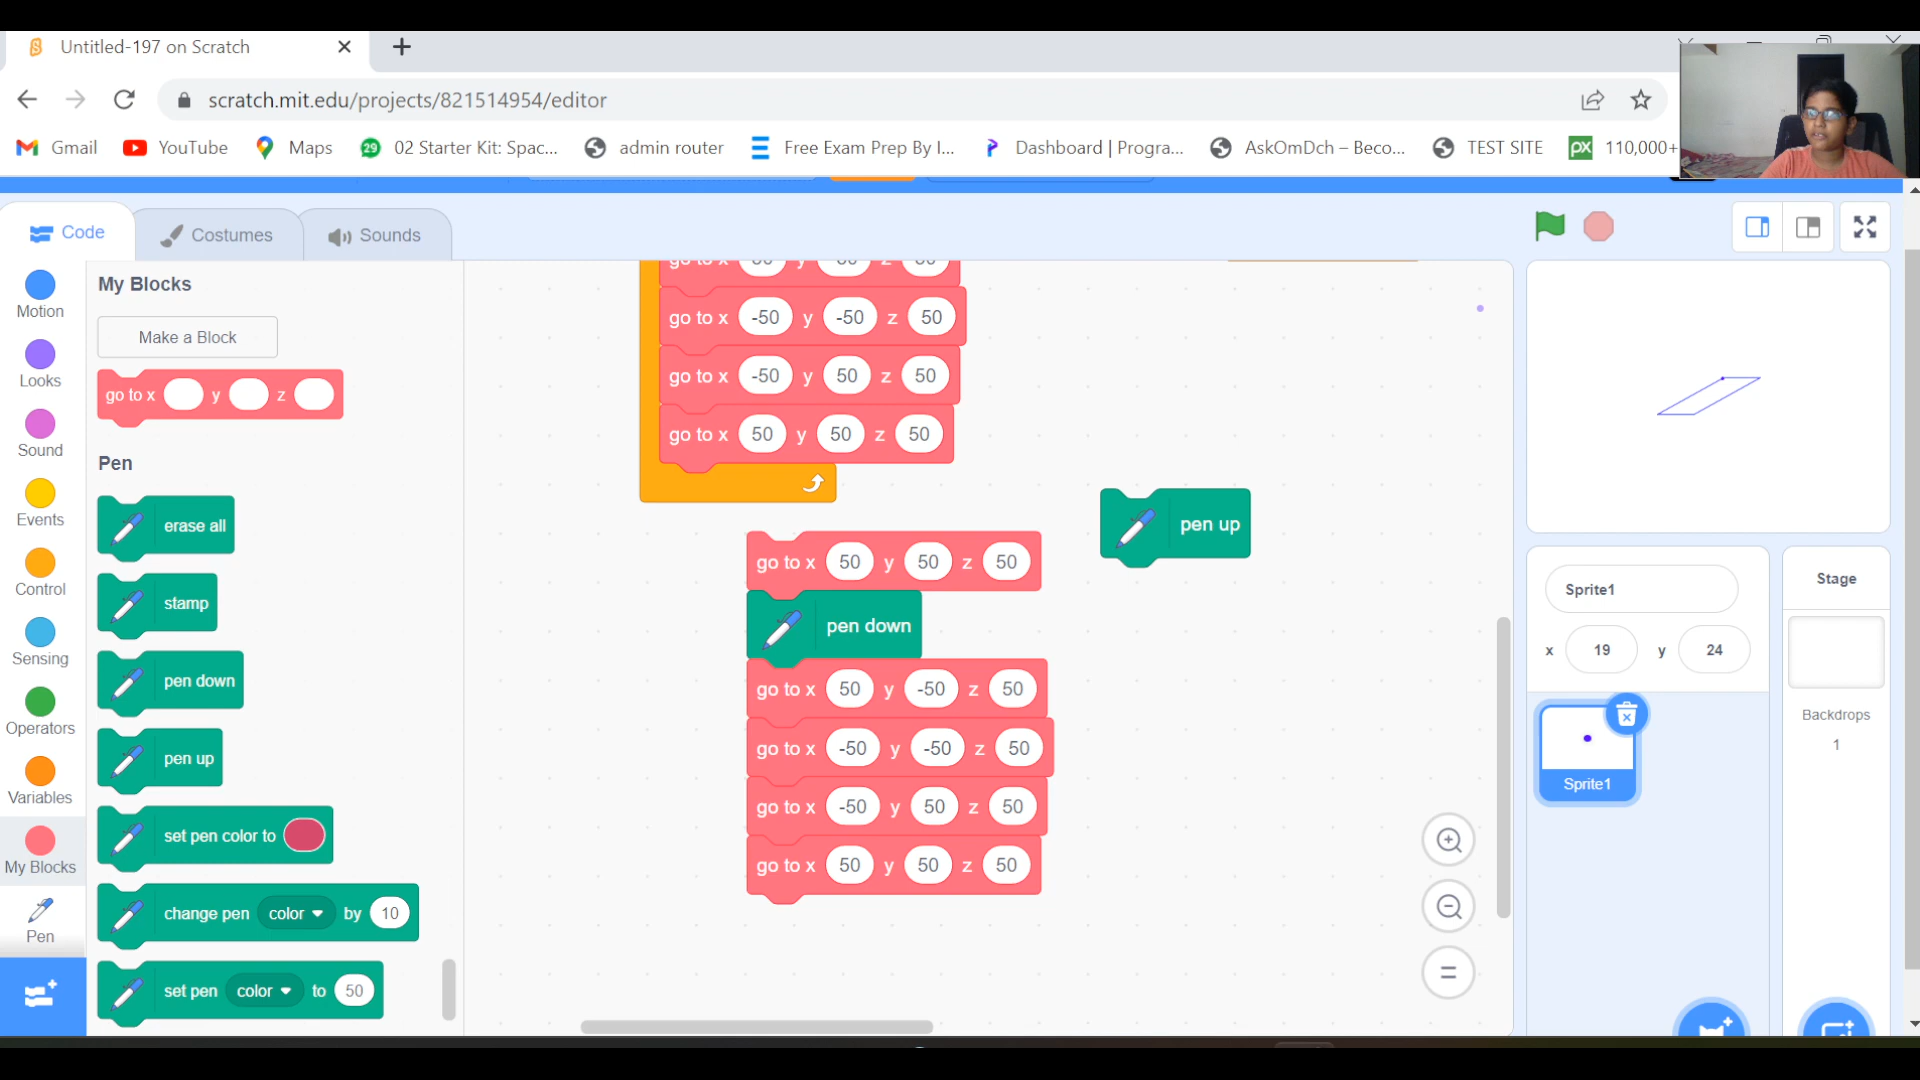 Untitled-197 on Scratch
scratch.mit.edu/projects/821514954/editor
Gmail YouTube Maps 29 02 Starter Kit: Spac... admin router Free Exam Prep By I... Dashboard | Progra... AskOmDch – Beco... TEST SITE px 110,000+
Code Costumes Sounds
Motion
Looks
Sound
Events
Control
Sensing
Operators
Variables
My Blocks
Pen
My Blocks
Make a Block
go to x y z
Pen
erase all
stamp
pen down
pen up
set pen color to
change pen color by 10
set pen color to 50
go to x -50 y -50 z 50
go to x -50 y 50 z 50
go to x 50 y 50 z 50
pen up
go to x 50 y 50 z 50
pen down
go to x 50 y -50 z 50
go to x -50 y -50 z 50
go to x -50 y 50 z 50
go to x 50 y 50 z 50
Sprite1
x 19 y 24
Sprite1
Stage
Backdrops
1